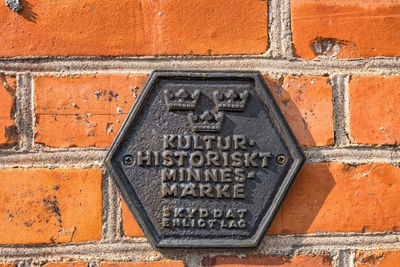 KULTUR-
HISTORISKT
MINNES-
MÄRKE
SKYDDAT
ENLIGT LAG